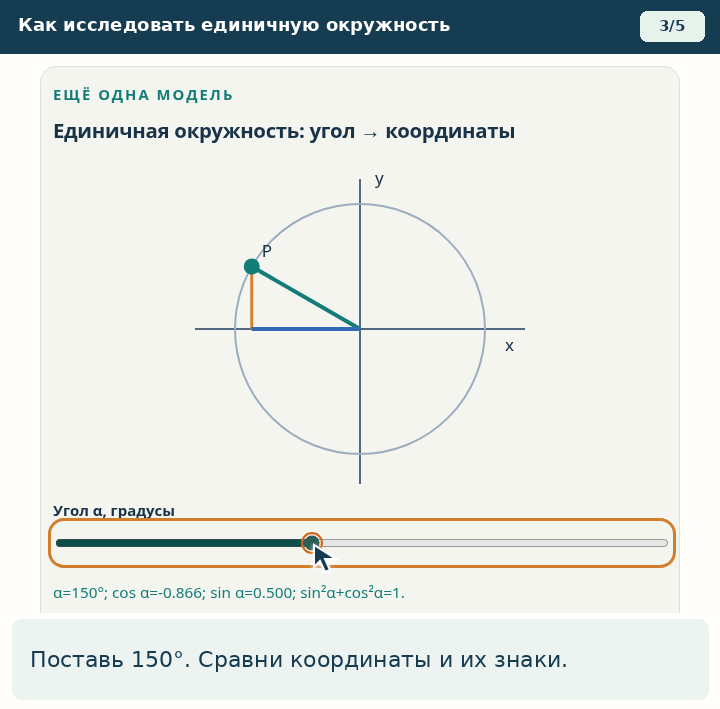 Как исследовать единичную окружность
3/5
ЕЩЁ ОДНА МОДЕЛЬ
Единичная окружность: угол → координаты
y
P
x
Угол α, градусы
α=150°; cos α=-0.866; sin α=0.500; sin²α+cos²α=1.
Поставь 150°. Сравни координаты и их знаки.